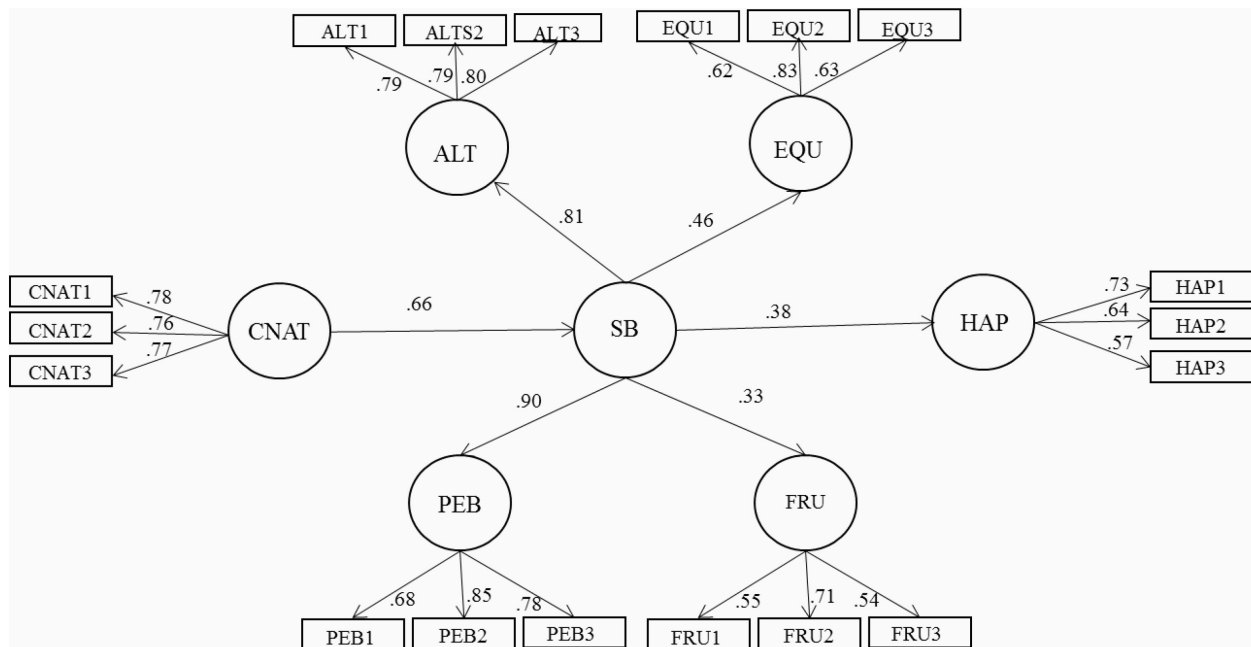 ALT1
ALTS2
ALT3
EQU1
EQU2
EQU3
.79
.79
.80
.62
.83
.63
ALT
EQU
.81
.46
CNAT1
CNAT2
CNAT3
.78
.76
.77
CNAT
.66
SB
.38
HAP
.73
.64
.57
HAP1
HAP2
HAP3
.90
.33
PEB
FRU
.68
.85
.78
.55
.71
.54
PEB1
PEB2
PEB3
FRU1
FRU2
FRU3